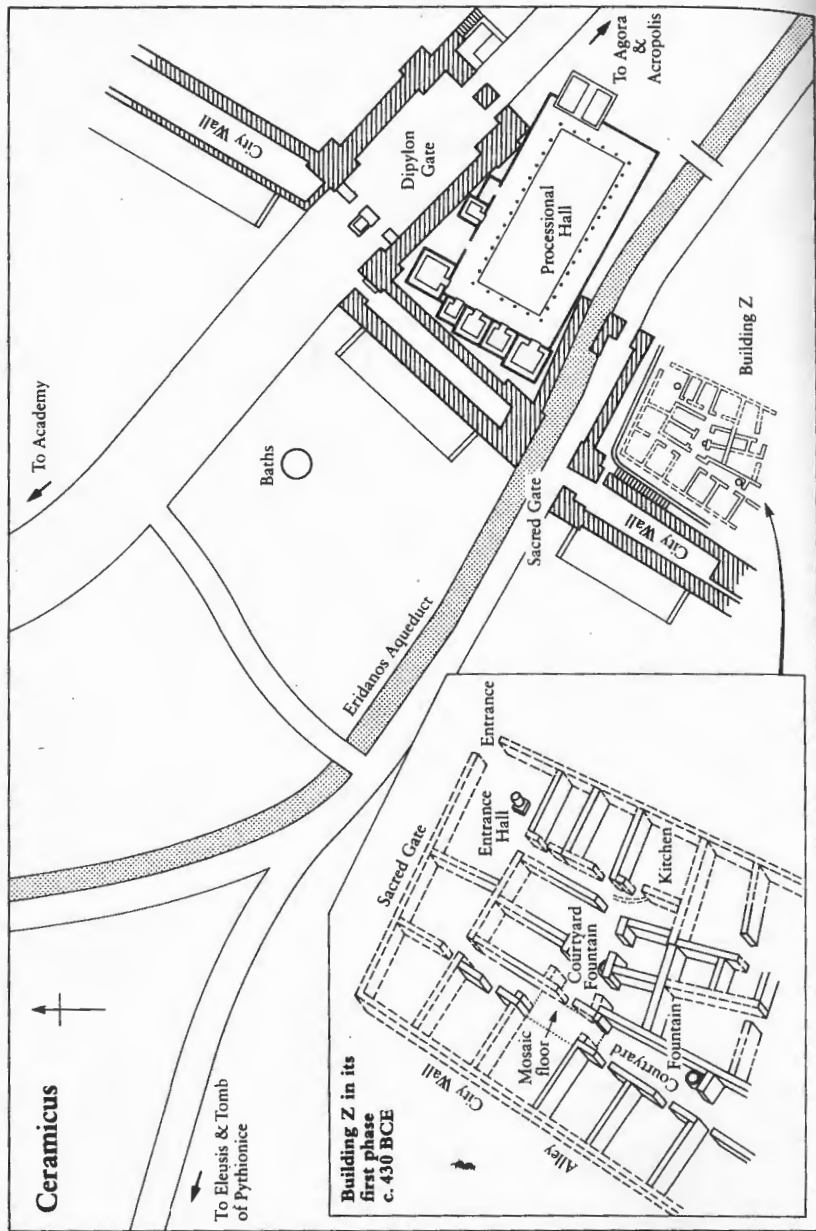 Ceramicus
To Academy
City Wall
Dipylon
Gate
To Agora
&
Acropolis
Baths
Processional
Hall
To Eleusis & Tomb
of Pythionice
Eridanos Aqueduct
Sacred Gate
City Wall
Building Z
Building Z in its
first phase
c. 430 BCE
Sacred Gate
Entrance
Hall
Entrance
City Wall
Mosaic
floor
Courtyard
Fountain
Kitchen
Alley
Courtyard
Fountain